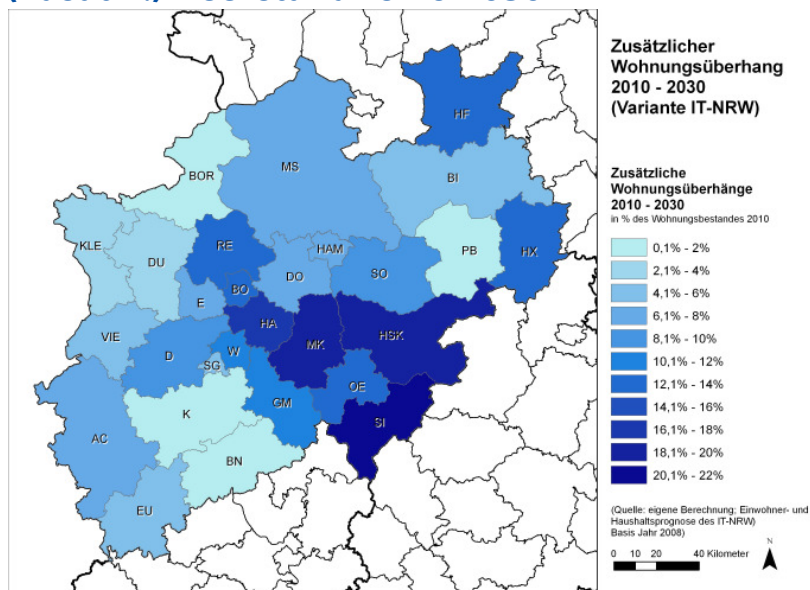 Zusätzlicher
Wohnungsüberhang
2010 - 2030
(Variante IT-NRW)
HF
MS
BOR
BI
KLE
DU
RE
HAM
PB
HX
DO
SO
E
BO
VIE
HA
MK
HSK
D
W
SG
OE
K
GM
SI
AC
BN
EU
Zusätzliche
Wohnungsüberhänge
2010 - 2030
in % des Wohnungsbestandes 2010
0,1% - 2%
2,1% - 4%
4,1% - 6%
6,1% - 8%
8,1% - 10%
10,1% - 12%
12,1% - 14%
14,1% - 16%
16,1% - 18%
18,1% - 20%
20,1% - 22%
(Quelle: eigene Berechnung; Einwohner- und
Haushaltsprognose des IT-NRW)
Basis Jahr 2008)
0 10 20 40 Kilometer
N